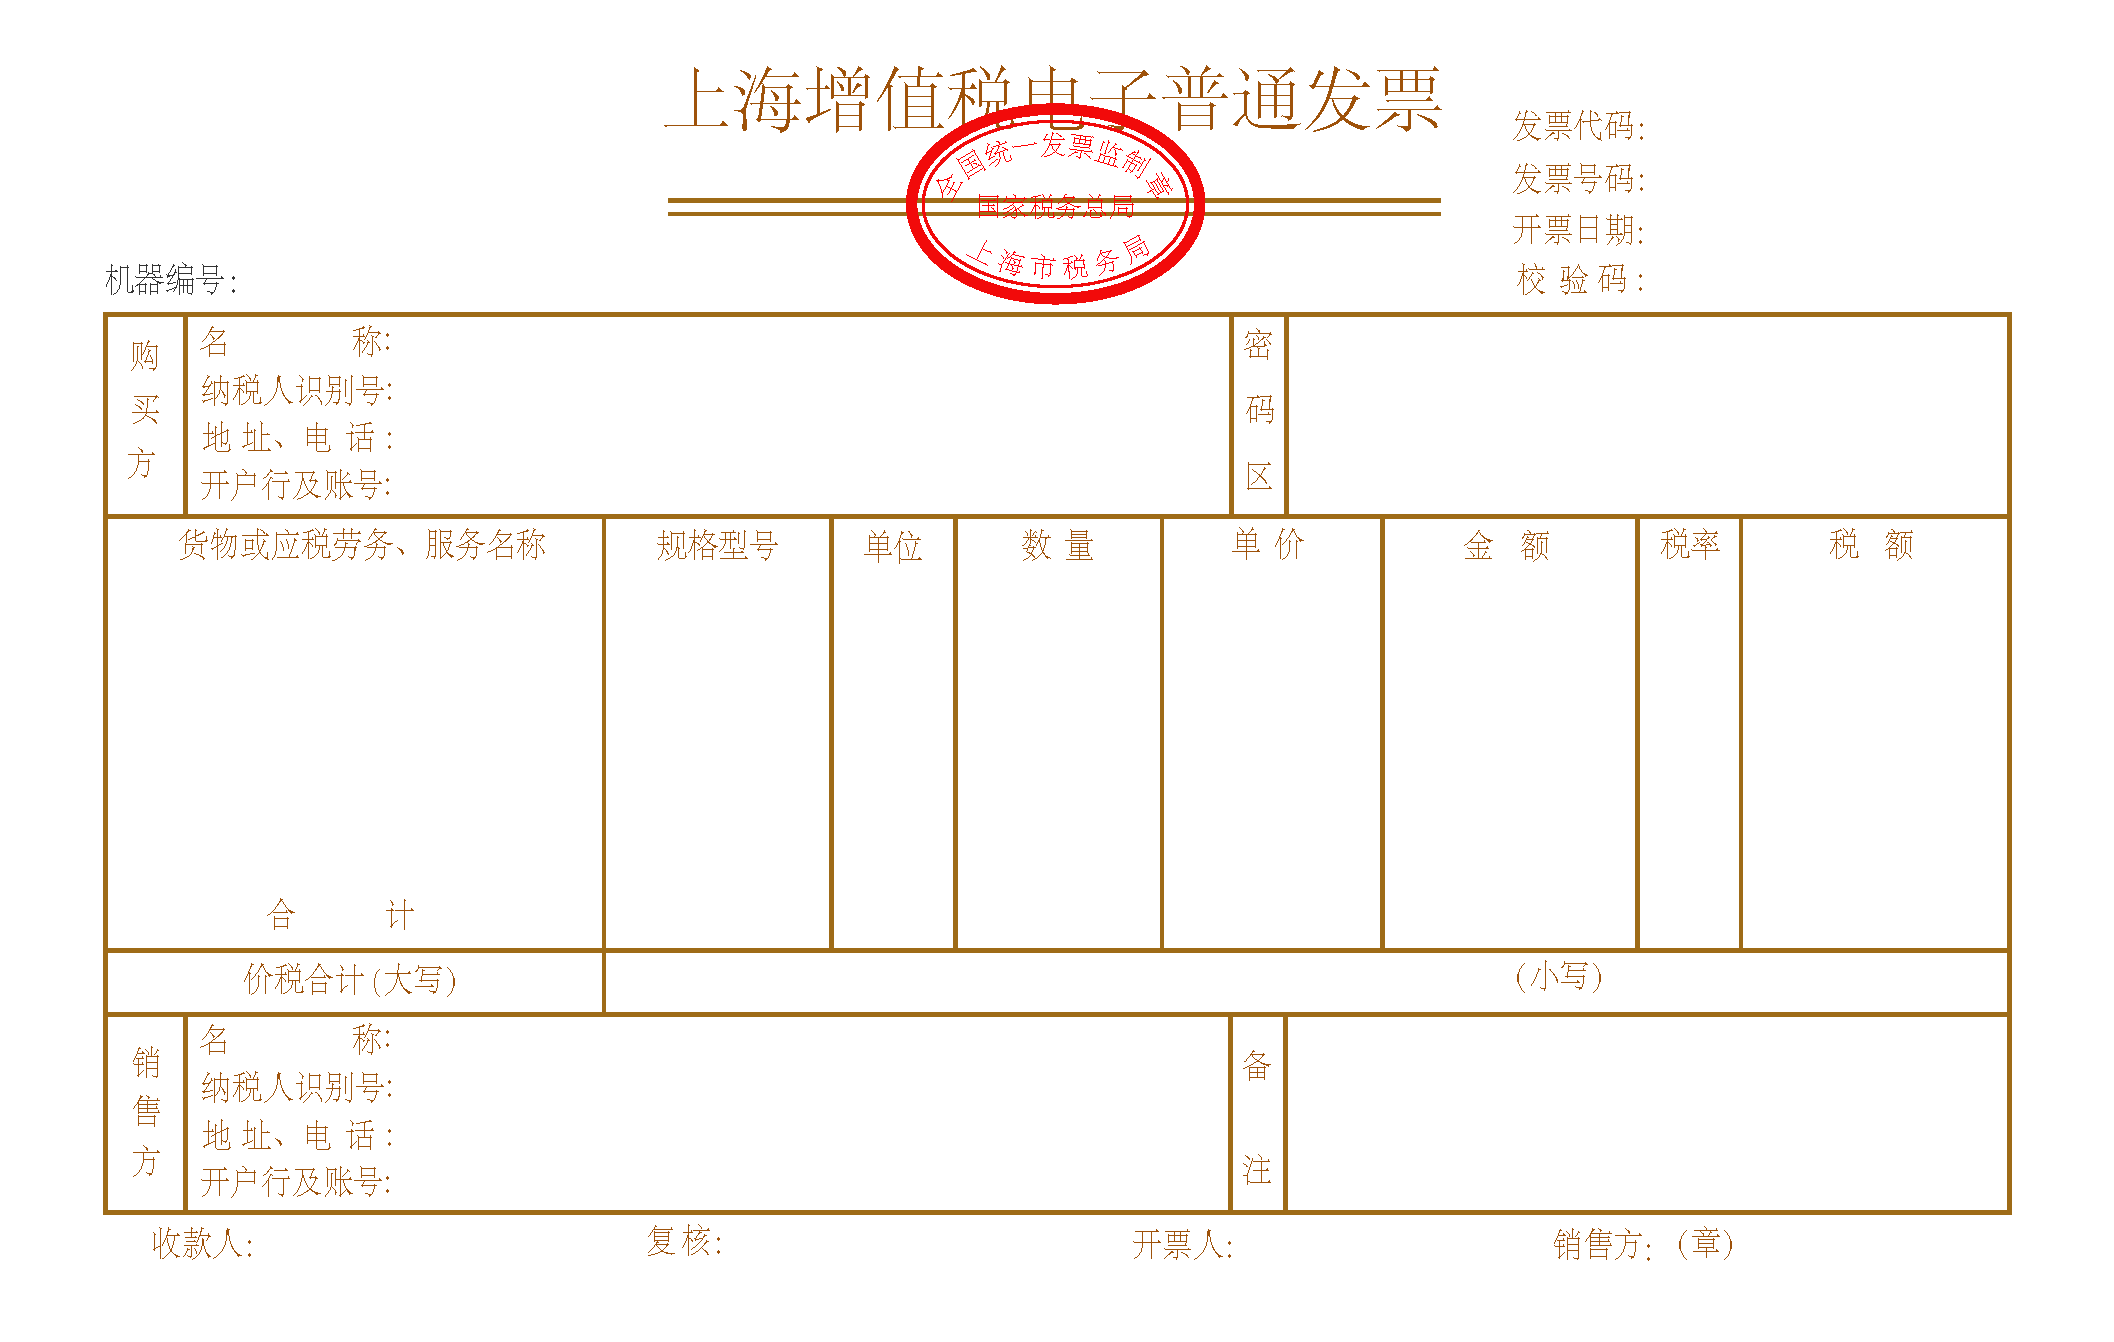 上海增值税电子普通发票
全国统一发票监制章
国家税务总局
上海市税务局
发票代码:
发票号码:
开票日期:
校验码:
机器编号:
购买方
名称:
纳税人识别号:
地址、电话:
开户行及账号:
密码区
货物或应税劳务、服务名称 规格型号 单位 数量 单价 金额 税率 税额
合计
价税合计(大写) (小写)
销售方
名称:
纳税人识别号:
地址、电话:
开户行及账号:
备注
收款人: 复核: 开票人: 销售方:(章)